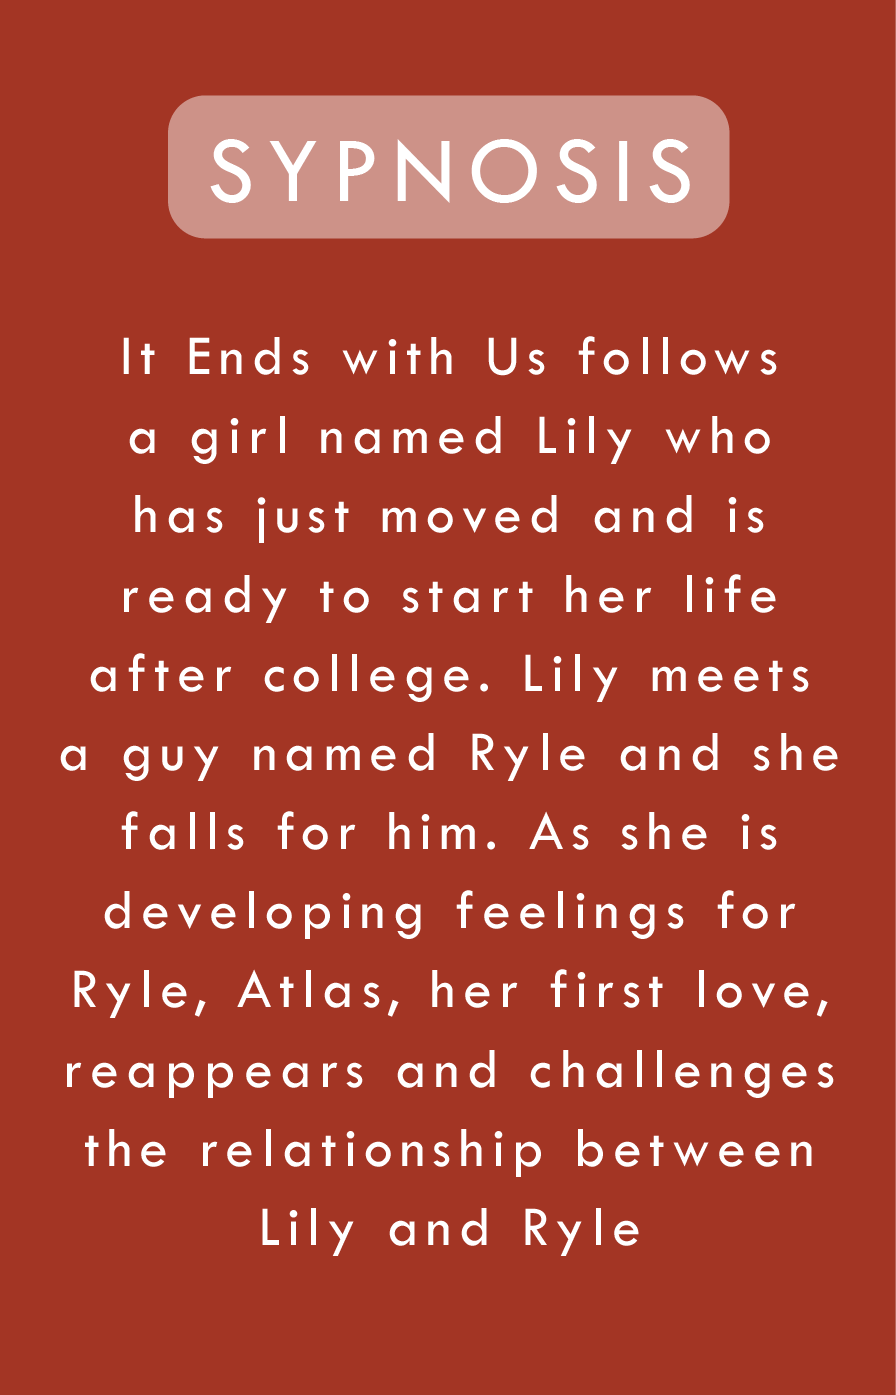 SYPNOSIS
It Ends with Us follows
a girl named Lily who
has just moved and is
ready to start her life
after college. Lily meets
a guy named Ryle and she
falls for him. As she is
developing feelings for
Ryle, Atlas, her first love,
reappears and challenges
the relationship between
Lily and Ryle